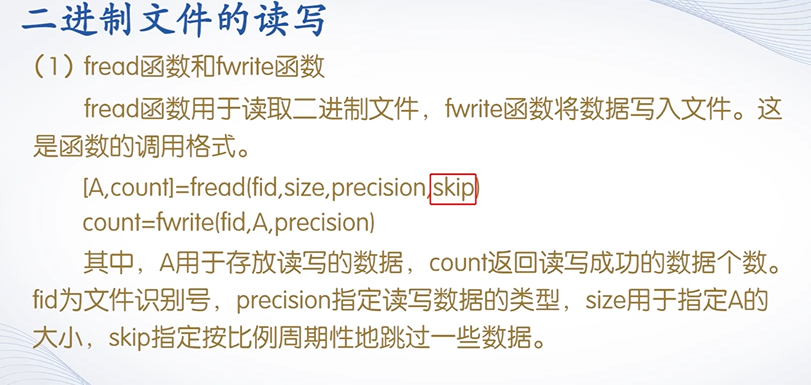 二进制文件的读写
(1) fread函数和fwrite函数
fread函数用于读取二进制文件，fwrite函数将数据写入文件。这
是函数的调用格式。
[A,count]=fread(fid,size,precision,skip)
count=fwrite(fid,A,precision)
其中，A用于存放读写的数据，count返回读写成功的数据个数。
fid为文件识别号，precision指定读写数据的类型，size用于指定A的
大小，skip指定按比例周期性地跳过一些数据。